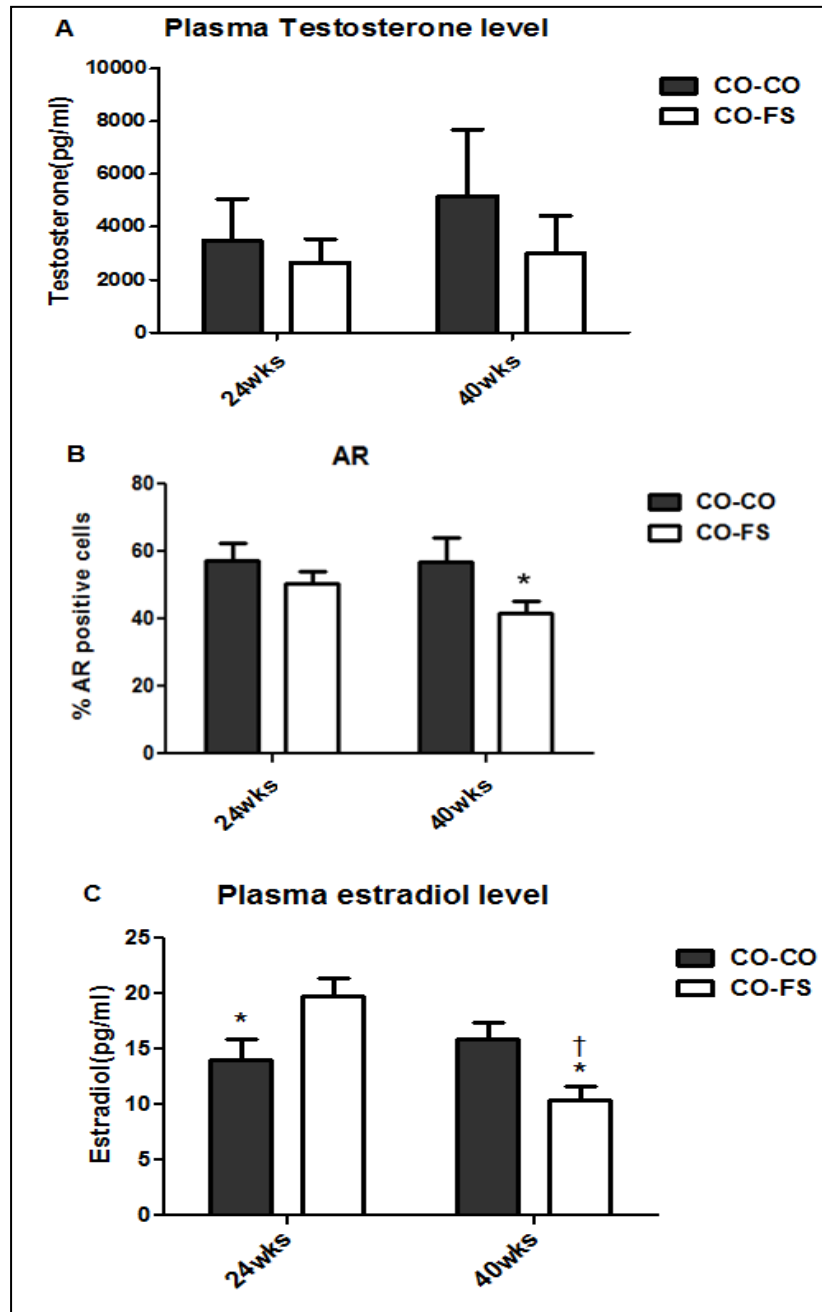 A Plasma Testosterone level
10000
8000
6000
4000
2000
0
Testosterone(pg/ml)
CO-CO
CO-FS
24wks
40wks
B AR
80
60
40
20
0
% AR positive cells
CO-CO
CO-FS
*
24wks
40wks
C Plasma estradiol level
25
20
15
10
5
0
Estradiol(pg/ml)
CO-CO
CO-FS
*
†
*
24wks
40wks